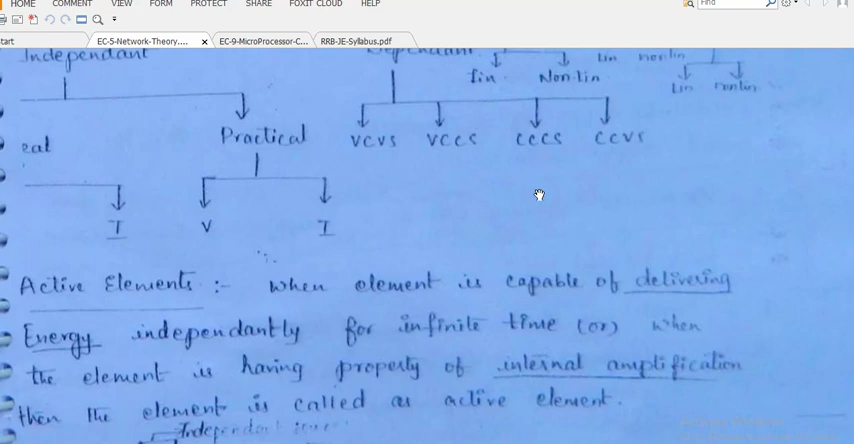 HOME COMMENT VIEW FORM PROTECT SHARE FOXIT CLOUD HELP
Find
tart EC-5-Network-Theory.... EC-9-MicroProcessor-C... RRB-JE-Syllabus.pdf
Independant Dependant Lin nonlin
Lin Non-lin Lin nonlin
eal Practical VCVS VCCS CCCS CCVS
I V I
Active Elements :- When element is capable of delivering
Energy independantly for infinite time (or) when
the element is having property of internal amplification
then the element is called as active element.
Independent